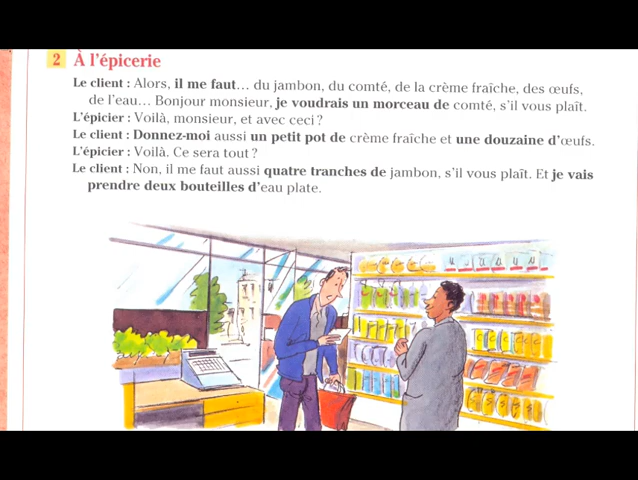 2 À l'épicerie
Le client : Alors, il me faut… du jambon, du comté, de la crème fraîche, des œufs,
de l'eau… Bonjour monsieur, je voudrais un morceau de comté, s'il vous plaît.
L'épicier : Voilà, monsieur, et avec ceci ?
Le client : Donnez-moi aussi un petit pot de crème fraîche et une douzaine d'œufs.
L'épicier : Voilà. Ce sera tout ?
Le client : Non, il me faut aussi quatre tranches de jambon, s'il vous plaît. Et je vais
prendre deux bouteilles d'eau plate.